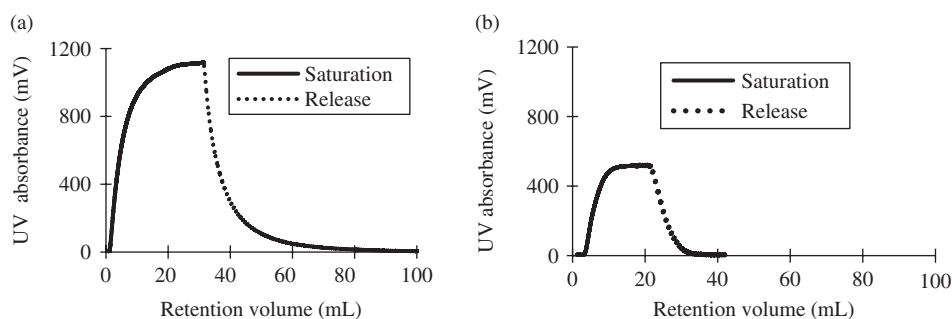 (a)
UV absorbance (mV)
1200
800
400
0
0 20 40 60 80 100
Retention volume (mL)
Saturation
Release
(b)
UV absorbance (mV)
1200
800
400
0
0 20 40 60 80 100
Retention volume (mL)
Saturation
Release